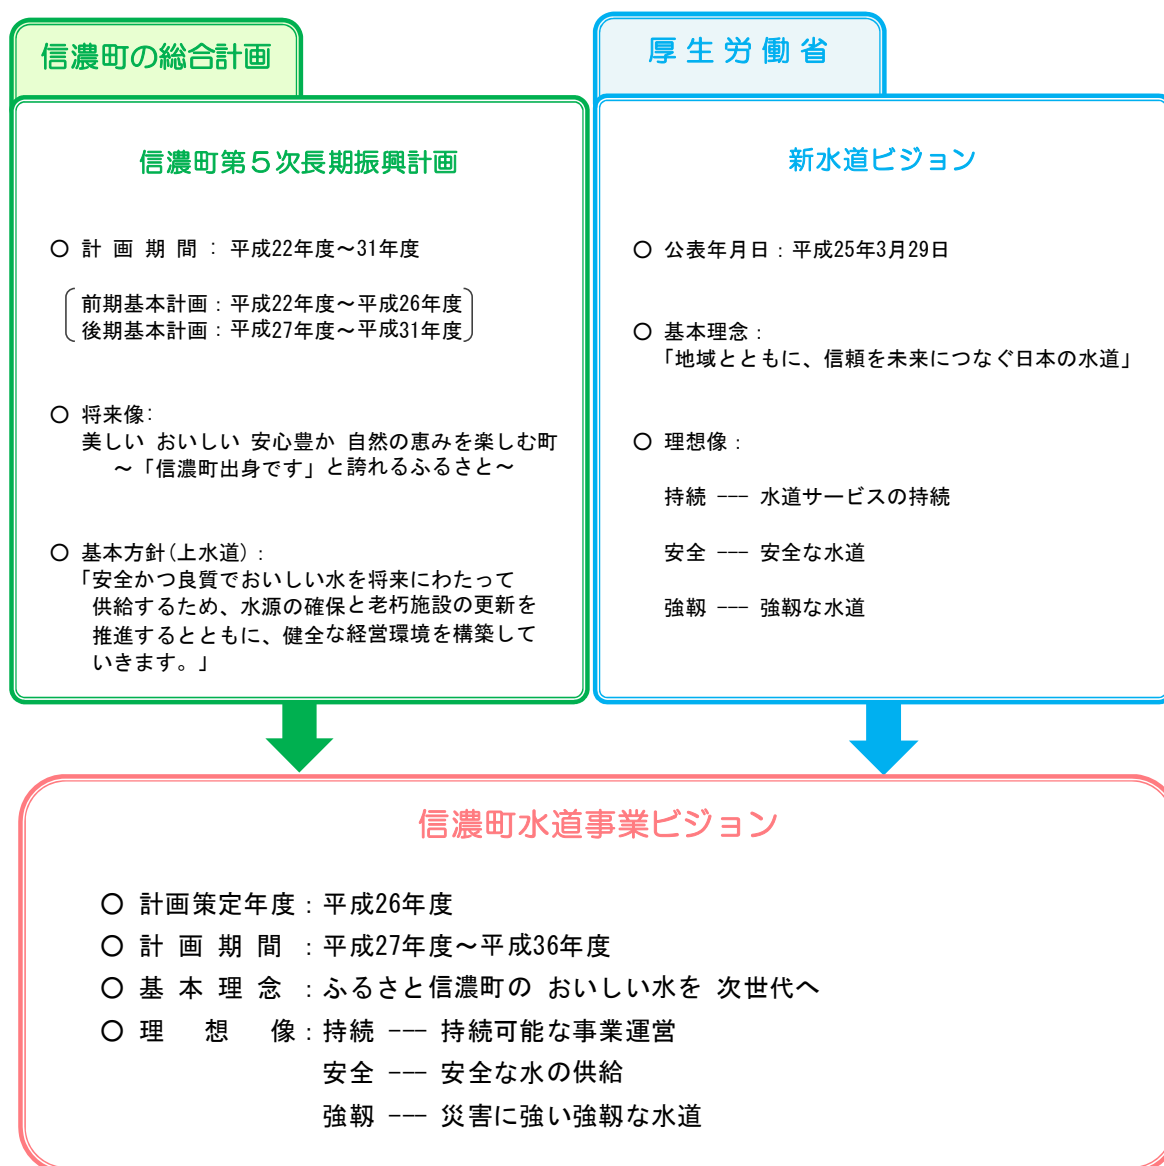 信濃町の総合計画
信濃町第５次長期振興計画
○ 計 画 期 間 ： 平成22年度～31年度
前期基本計画：平成22年度～平成26年度
後期基本計画：平成27年度～平成31年度
○ 将来像：
美しい おいしい 安心豊か 自然の恵みを楽しむ町
～「信濃町出身です」と誇れるふるさと～
○ 基本方針(上水道)：
「安全かつ良質でおいしい水を将来にわたって
供給するため、水源の確保と老朽施設の更新を
推進するとともに、健全な経営環境を構築して
いきます。」
厚 生 労 働 省
新水道ビジョン
○ 公表年月日：平成25年3月29日
○ 基本理念：
「地域とともに、信頼を未来につなぐ日本の水道」
○ 理想像：
持続 --- 水道サービスの持続
安全 --- 安全な水道
強靱 --- 強靱な水道
信濃町水道事業ビジョン
○ 計画策定年度：平成26年度
○ 計 画 期 間 ：平成27年度～平成36年度
○ 基 本 理 念 ：ふるさと信濃町の おいしい水を 次世代へ
○ 理 想 像：持続 --- 持続可能な事業運営
安全 --- 安全な水の供給
強靱 --- 災害に強い強靱な水道